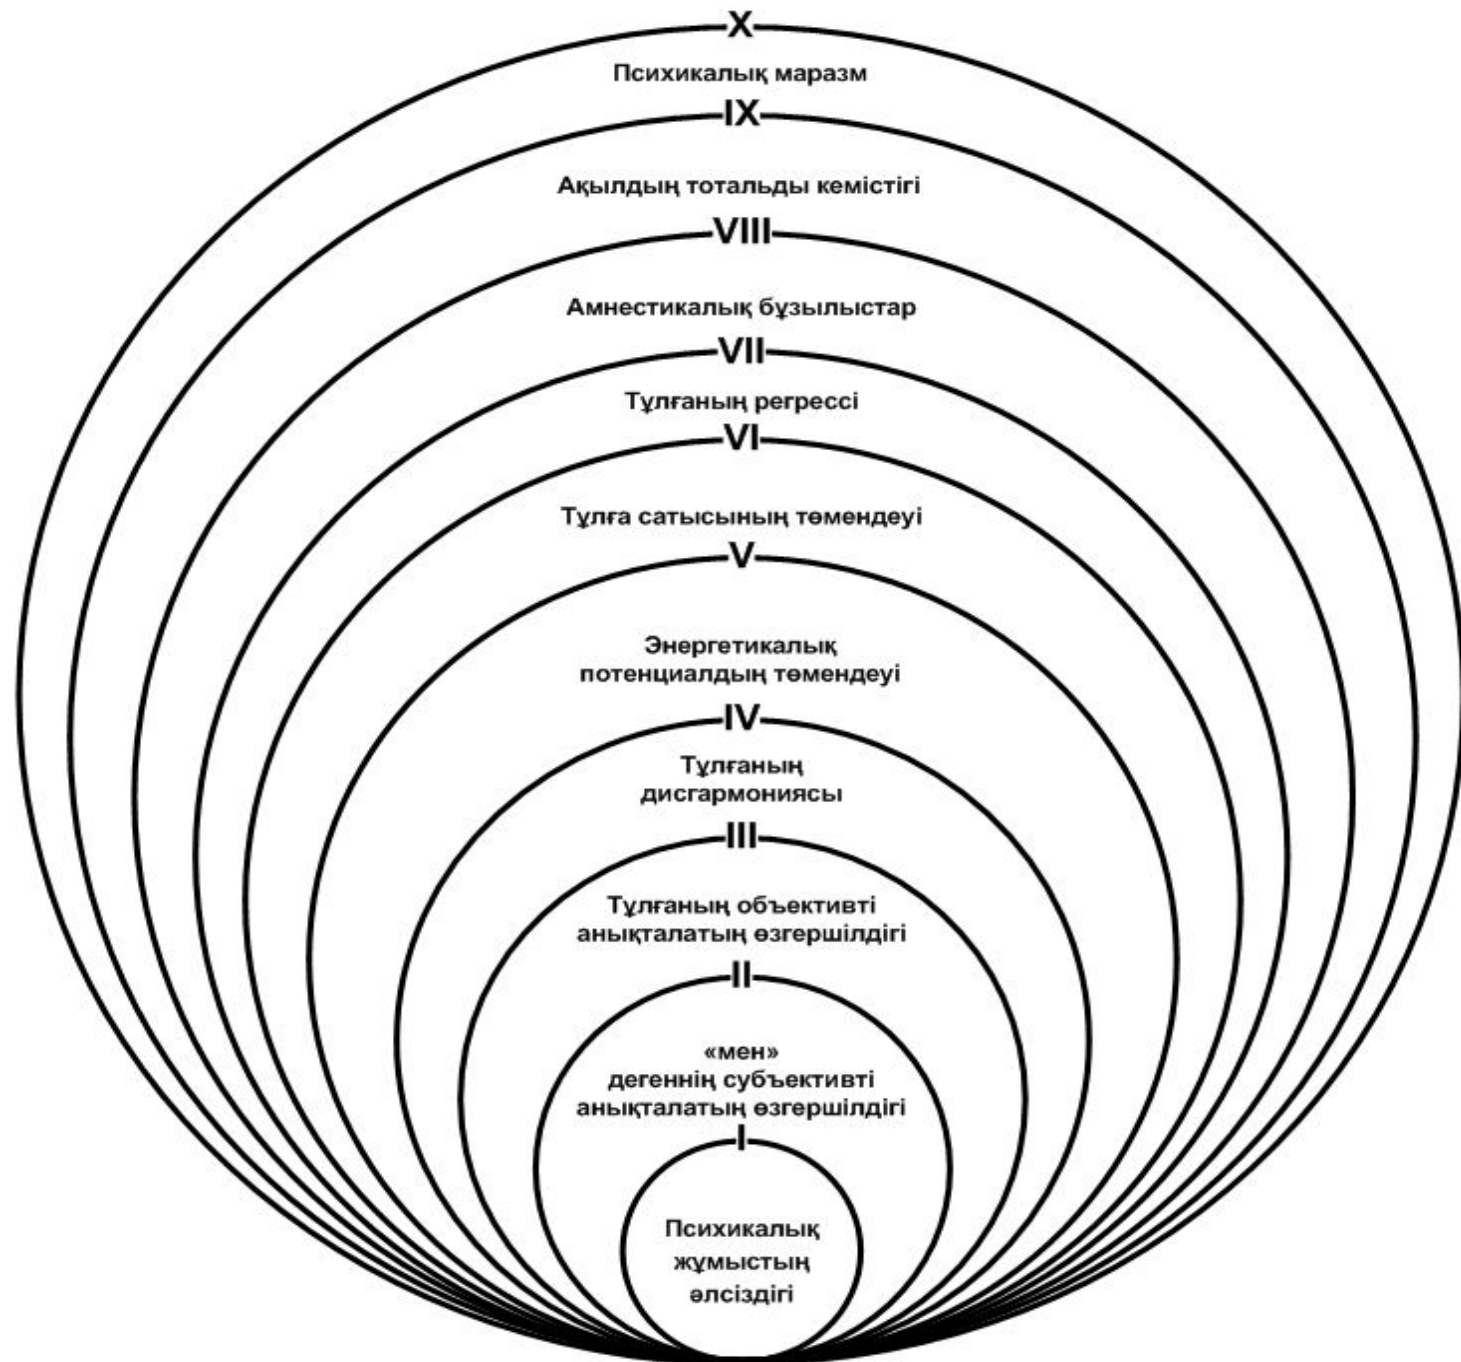 X
Психикалық маразм
IX
Ақылдың тотальды кемістігі
VIII
Амнестикалық бұзылыстар
VII
Тұлғаның регрессі
VI
Тұлға сатысының төмендеуі
V
Энергетикалық
потенциалдың төмендеуі
IV
Тұлғаның
дисгармониясы
III
Тұлғаның объективті
анықталатың өзгершілдігі
II
«мен»
дегеннің субъективті
анықталатың өзгершілдігі
I
Психикалық
жұмыстың
әлсіздігі